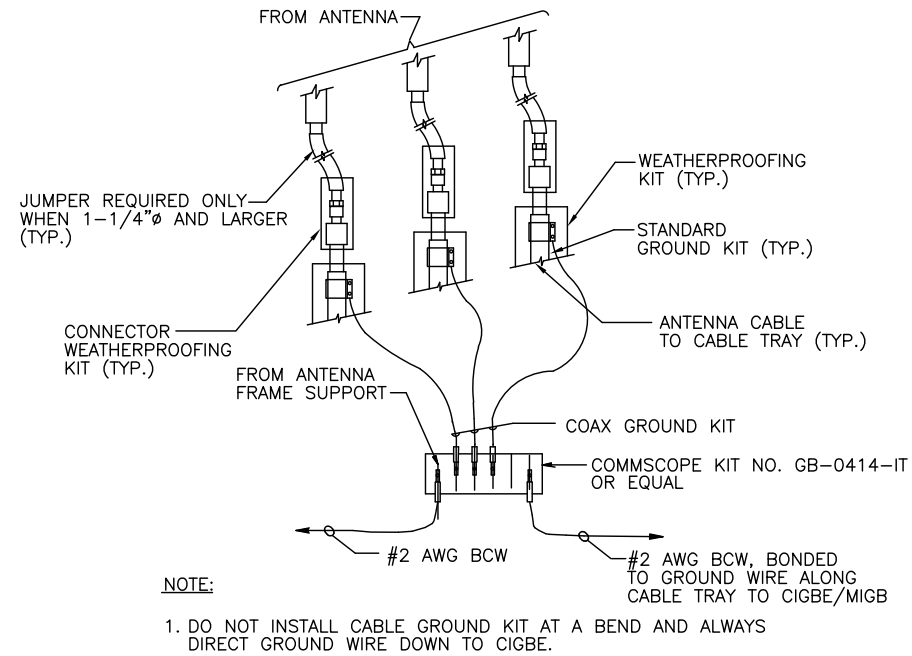 FROM ANTENNA
JUMPER REQUIRED ONLY
WHEN 1-1/4"ø AND LARGER
(TYP.)
WEATHERPROOFING
KIT (TYP.)
STANDARD
GROUND KIT (TYP.)
CONNECTOR
WEATHERPROOFING
KIT (TYP.)
ANTENNA CABLE
TO CABLE TRAY (TYP.)
FROM ANTENNA
FRAME SUPPORT
COAX GROUND KIT
COMMSCOPE KIT NO. GB-0414-IT
OR EQUAL
#2 AWG BCW
#2 AWG BCW, BONDED
TO GROUND WIRE ALONG
CABLE TRAY TO CIGBE/MIGB
NOTE:
1. DO NOT INSTALL CABLE GROUND KIT AT A BEND AND ALWAYS
DIRECT GROUND WIRE DOWN TO CIGBE.